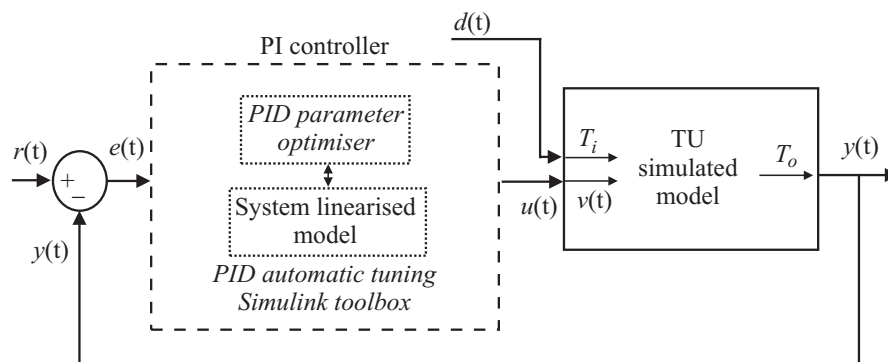 d(t)
PI controller
PID parameter
optimiser
r(t)
e(t)
+
−
System linearised
model
PID automatic tuning
Simulink toolbox
y(t)
u(t)
T_i
v(t)
TU
simulated
model
T_o
y(t)